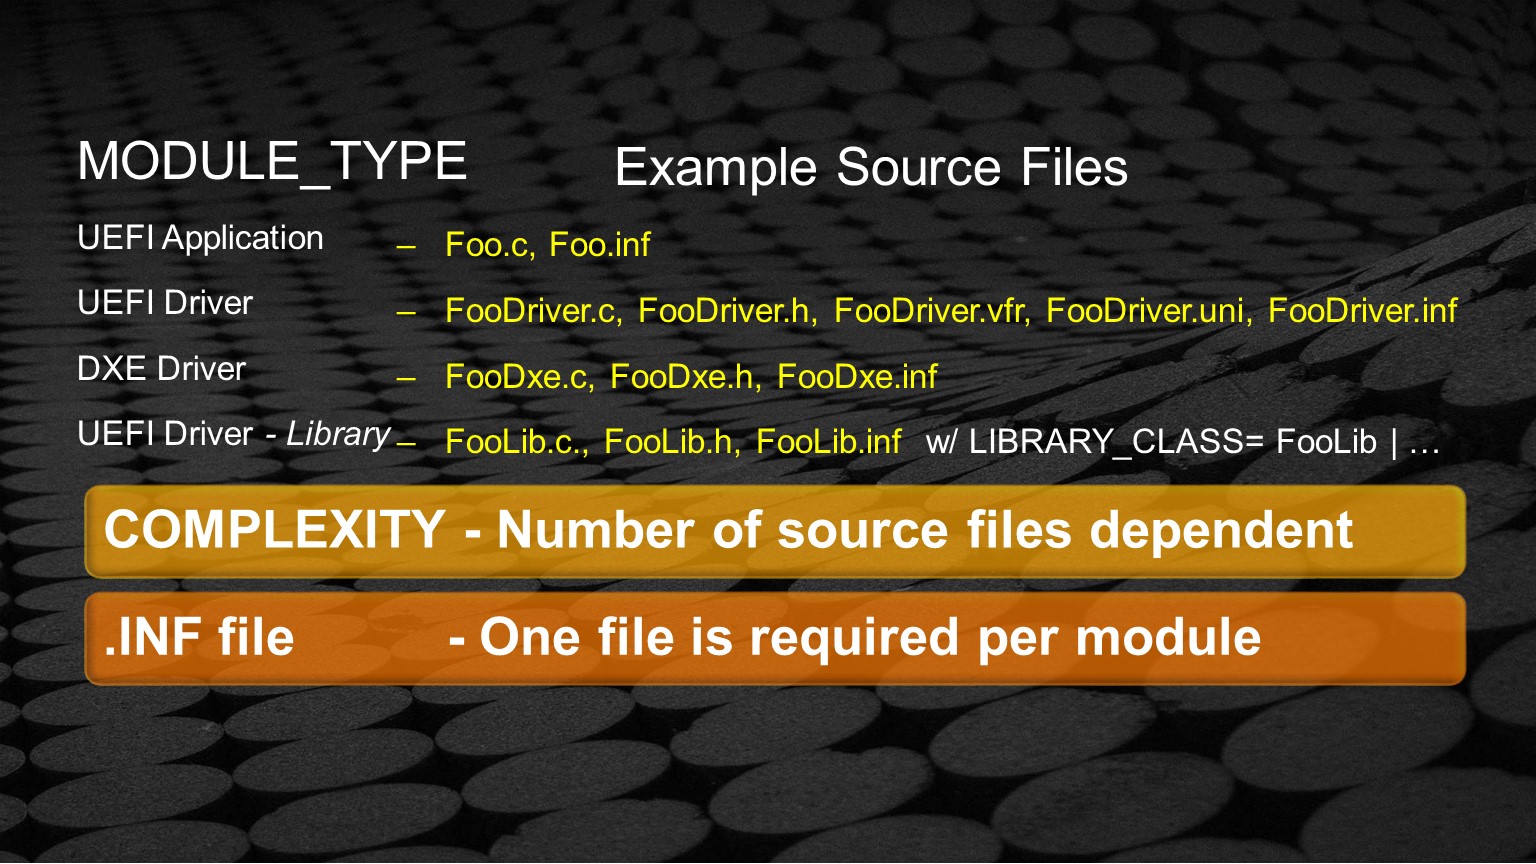 MODULE_TYPE Example Source Files
UEFI Application – Foo.c, Foo.inf
UEFI Driver – FooDriver.c, FooDriver.h, FooDriver.vfr, FooDriver.uni, FooDriver.inf
DXE Driver – FooDxe.c, FooDxe.h, FooDxe.inf
UEFI Driver - Library – FooLib.c., FooLib.h, FooLib.inf w/ LIBRARY_CLASS= FooLib | …
COMPLEXITY - Number of source files dependent
.INF file - One file is required per module